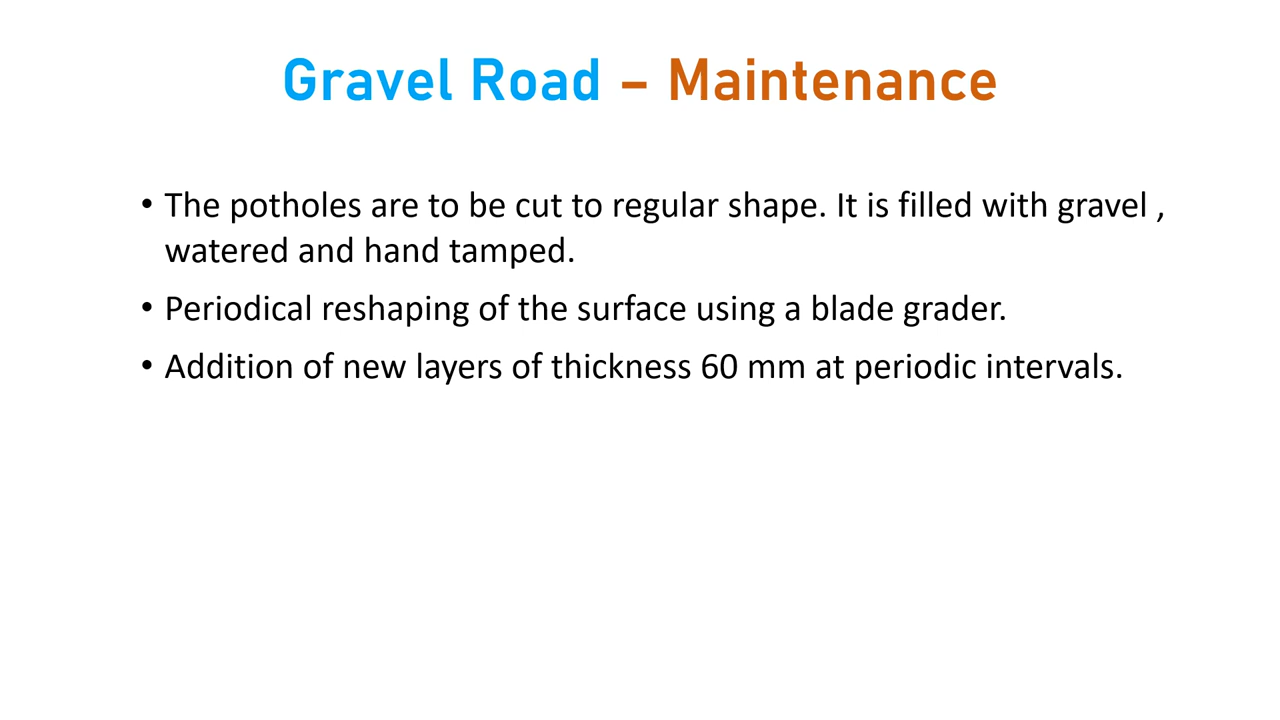 Gravel Road – Maintenance
• The potholes are to be cut to regular shape. It is filled with gravel ,
watered and hand tamped.
• Periodical reshaping of the surface using a blade grader.
• Addition of new layers of thickness 60 mm at periodic intervals.